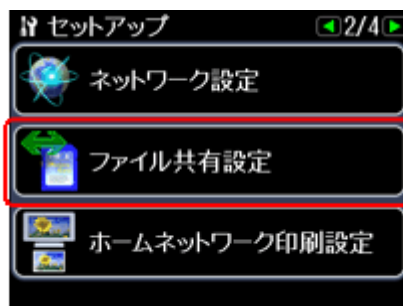 セットアップ 2/4
ネットワーク設定
ファイル共有設定
ホームネットワーク印刷設定